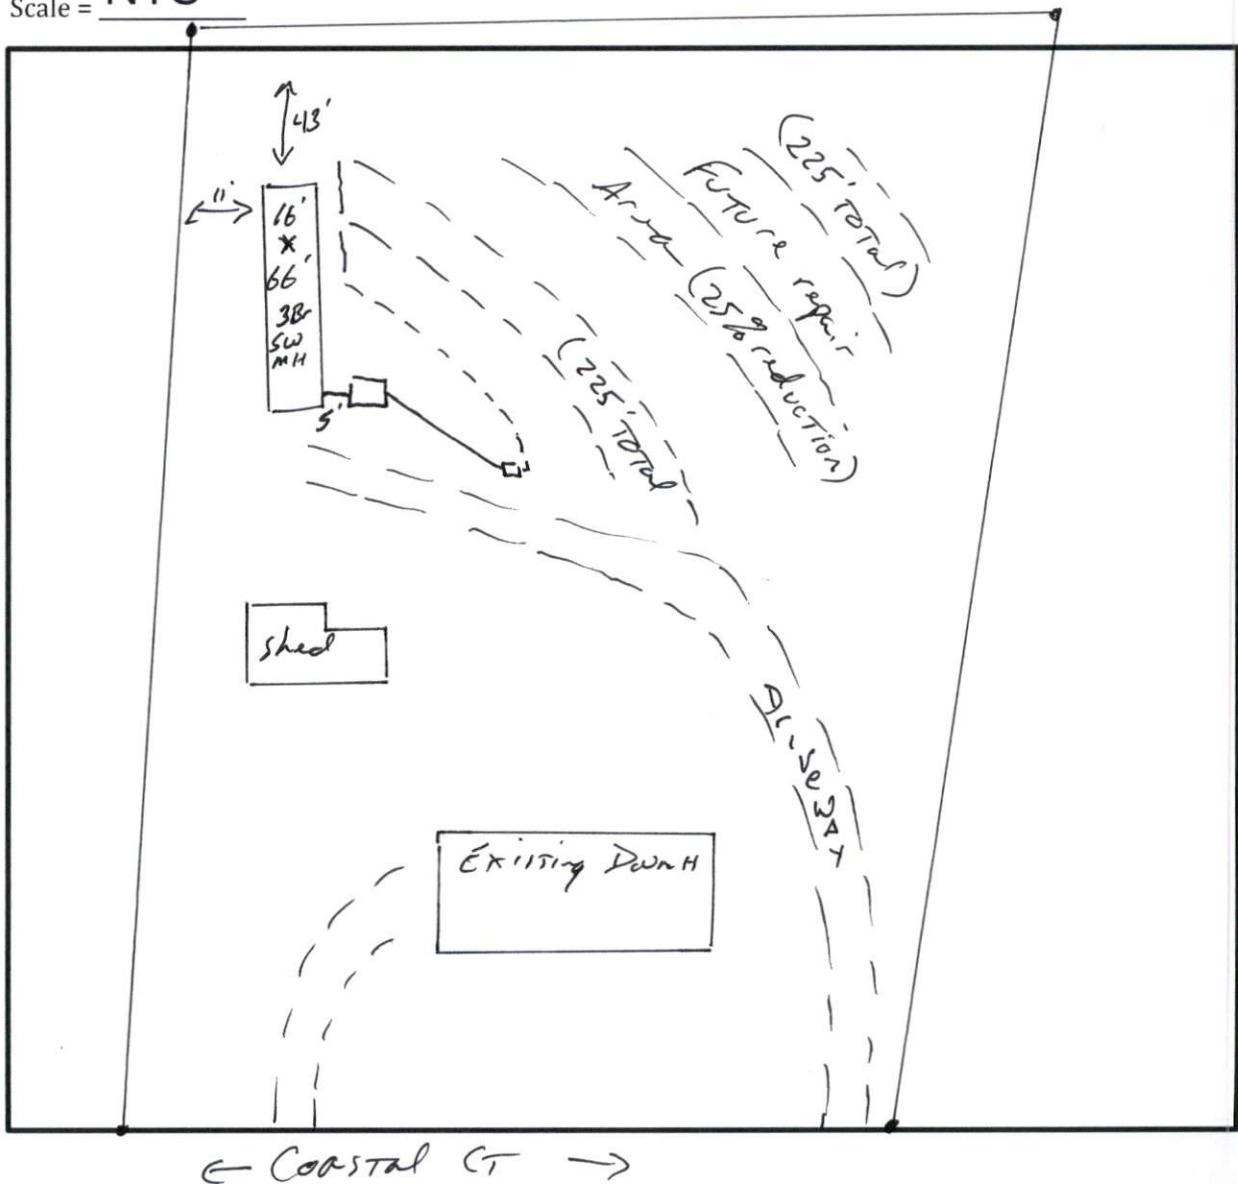 Scale = NTS
43'
11'
16'
x
66'
3Br
SW
MH
5'
(225' Total)
Future repair
Area (25% reduction)
(225' Total
shed
Driveway
Existing DWMH
← Coastal CT →